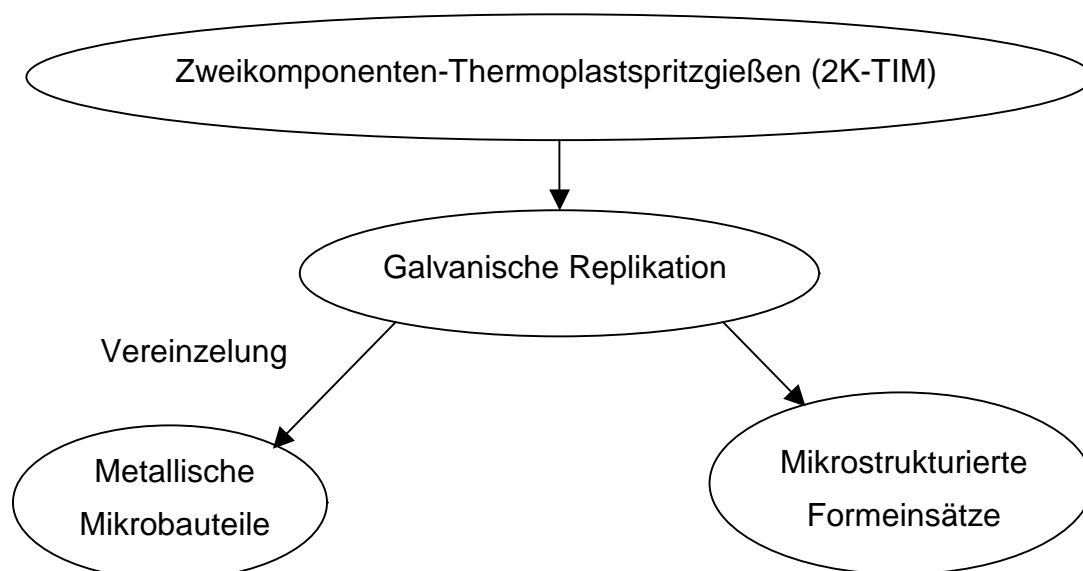 Zweikomponenten-Thermoplastspritzgießen (2K-TIM)
Galvanische Replikation
Vereinzelung
Metallische
Mikrobauteile
Mikrostrukturierte
Formeinsätze